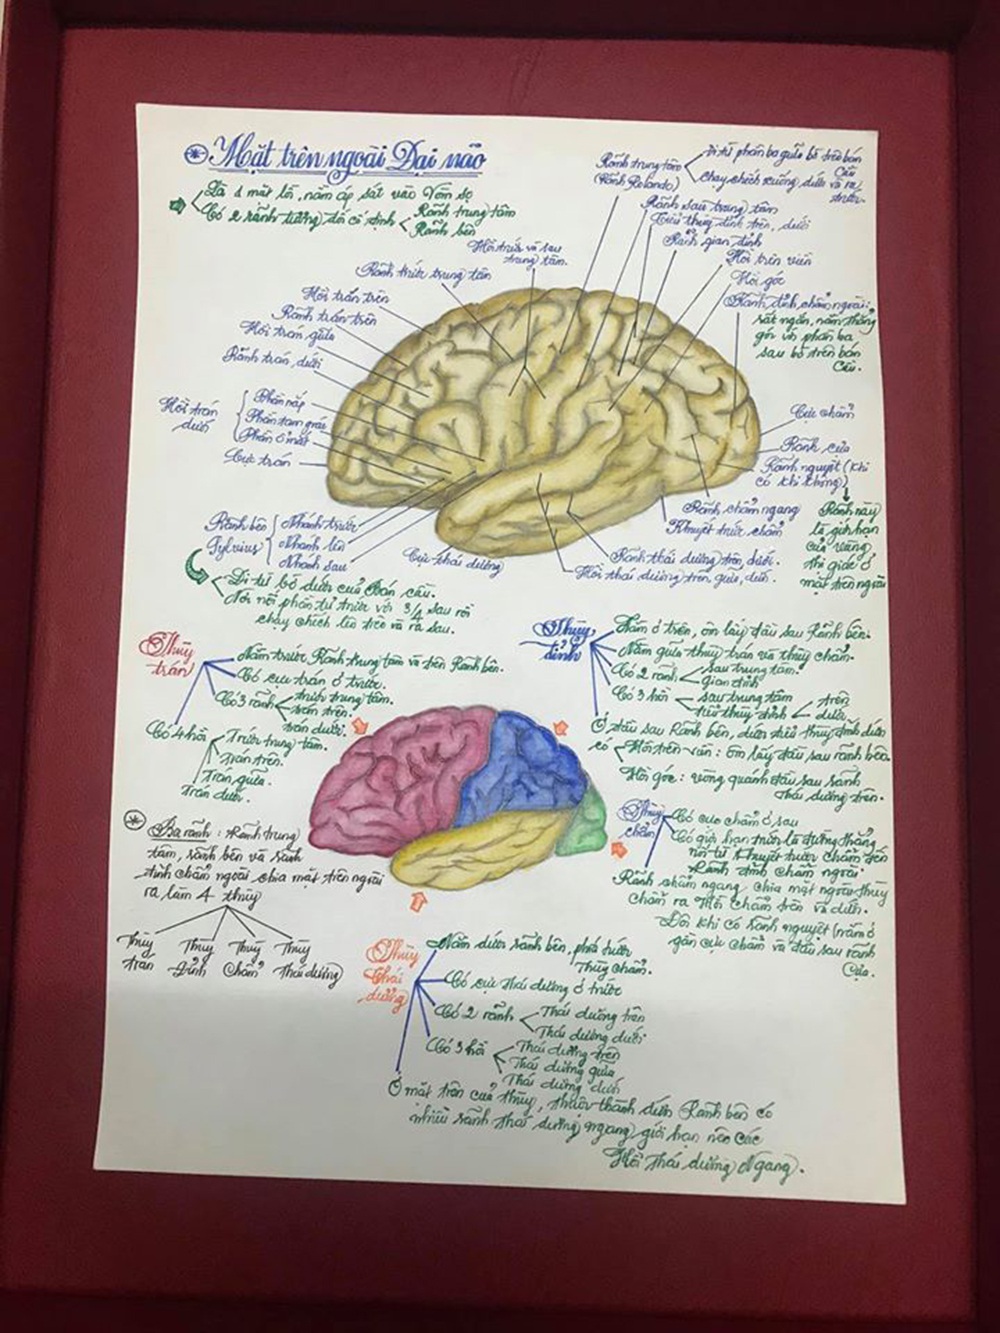 Mặt trên ngoài Đại não
Là 1 mặt lồi, nằm áp sát vào Vòm sọ
Có 2 rãnh tương đối cố định
Rãnh trung tâm
Rãnh bên
Rãnh trung tâm
(Rãnh Rolando)
Đi từ phần ba giữa bờ trên bán
Cầu
Chạy chếch xuống dưới và ra
trước.
Rãnh sau trung tâm
Tiểu thùy đỉnh trên, dưới
Rãnh gian đỉnh
Hồi trên viền
Hồi góc
Rãnh đỉnh chẩm ngoài:
rất ngắn, nằm thẳng
góc với phần ba
sau bờ trên bán
Cầu.
Hồi trước và sau
trung tâm.
Rãnh trước trung tâm
Hồi trán trên
Rãnh trán trên
Hồi trán giữa
Rãnh trán dưới
Hồi trán
dưới
Phần nắp
Phần tam giác
Phần ổ mắt
Cực trán
Cực chẩm
Rãnh cựa
Rãnh nguyệt (khi
có khi không)
Rãnh này
là giới hạn
của vùng
thị giác ở
mặt trên ngoài
Rãnh chẩm ngang
Khuyết trước chẩm
Rãnh thái dương trên, dưới.
Hồi thái dương trên, giữa, dưới.
Rãnh bên
Sylvius
Nhánh trước
Nhánh lên
Nhánh sau
Cực thái dương
Đi từ bờ dưới của Bán cầu.
Nơi nối phần tư trước với 3/4 sau rồi
chạy chếch lên trên và ra sau.
Thùy
trán
Nằm trước Rãnh trung tâm và trên Rãnh bên.
Có cực trán ở trước.
Có 3 rãnh
trước trung tâm.
trán trên.
trán dưới.
Có 4 hồi
Trước trung tâm.
Trán trên.
Trán giữa.
Trán dưới.
Thùy
đỉnh
Nằm ở trên, ôm lấy đầu sau Rãnh bên.
Nằm giữa thùy trán và thùy chẩm.
Có 2 rãnh
sau trung tâm.
gian đỉnh
Có 3 hồi
sau trung tâm
tiểu thùy đỉnh
trên
dưới
Ở đầu sau Rãnh bên, dưới tiểu thùy đỉnh dưới
có
Hồi trên viền: ôm lấy đầu sau rãnh bên.
Hồi góc: vòng quanh đầu sau rãnh
Thái dương trên.
Ba rãnh: Rãnh trung
tâm, rãnh bên và rãnh
đỉnh chẩm ngoài chia mặt trên ngoài
ra làm 4 thùy
Thùy trán
Thùy đỉnh
Thùy chẩm
Thùy thái dương
Thùy
chẩm
Có cực chẩm ở sau
Có giới hạn trước là đường thẳng
nối từ Khuyết trước chẩm đến
Rãnh đỉnh chẩm ngoài.
Rãnh chẩm ngang chia mặt ngoài thùy
chẩm ra Hồi chẩm trên và dưới.
Đôi khi có rãnh nguyệt (nằm ở
gần cực chẩm và đầu sau rãnh
Cựa.
Thùy
thái
dương
Nằm dưới rãnh bên, phía trước
Thùy chẩm.
Có cực thái dương ở trước
Có 2 rãnh
Thái dương trên
Thái dương dưới
Có 3 hồi
Thái dương trên
Thái dương giữa
Thái dương dưới
Ở mặt trên của thùy, thuộc thành dưới Rãnh bên có
nhiều rãnh thái dương ngang giới hạn nên các
Hồi Thái dương Ngang.